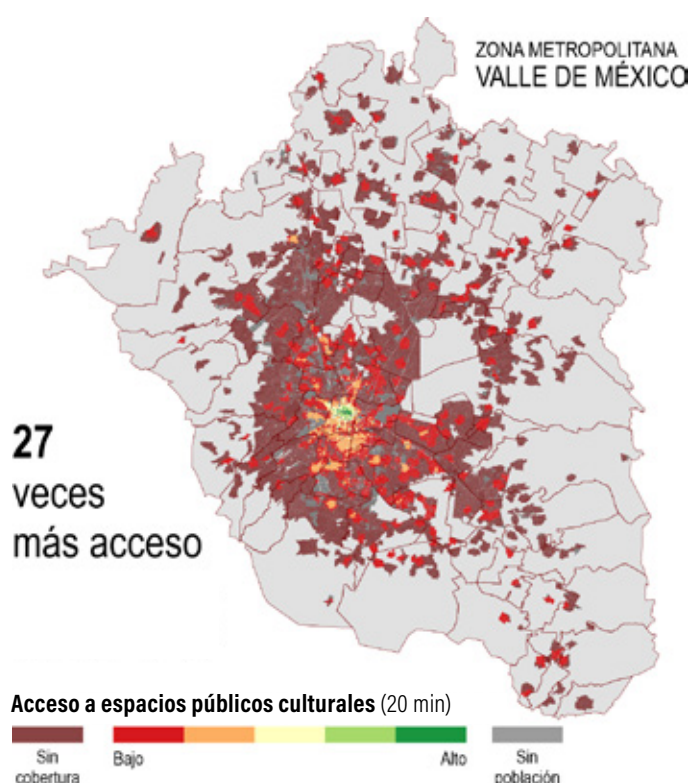 ZONA METROPOLITANA
VALLE DE MÉXICO
27
veces
más acceso
Acceso a espacios públicos culturales (20 min)
Sin
cobertura
Bajo
Alto
Sin
población